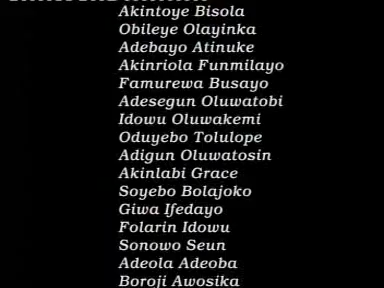 Akintoye Bisola
Obileye Olayinka
Adebayo Atinuke
Akinriola Funmilayo
Famurewa Busayo
Adesegun Oluwatobi
Idowu Oluwakemi
Oduyebo Tolulope
Adigun Oluwatosin
Akinlabi Grace
Soyebo Bolajoko
Giwa Ifedayo
Folarin Idowu
Sonowo Seun
Adeola Adeoba
Boroji Awosika